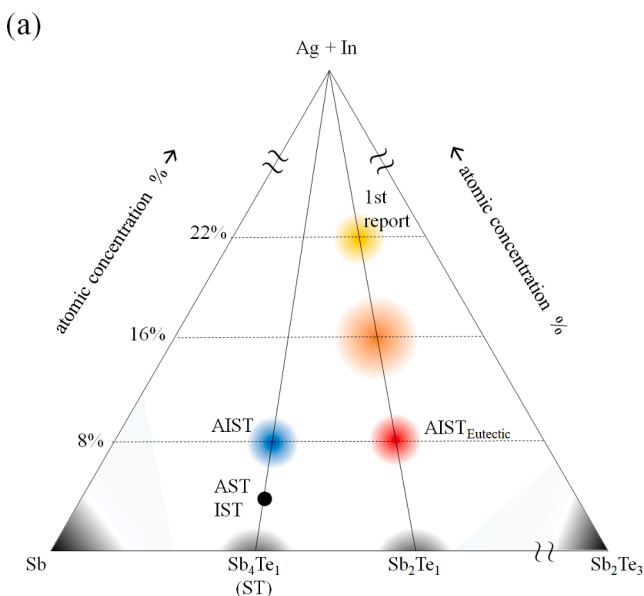 (a)
Ag + In
atomic concentration % →
← atomic concentration %
1st
report
22%
16%
AIST
AIST_Eutectic
8%
AST
IST
Sb
Sb₄Te₁
(ST)
Sb₂Te₁
Sb₂Te₃